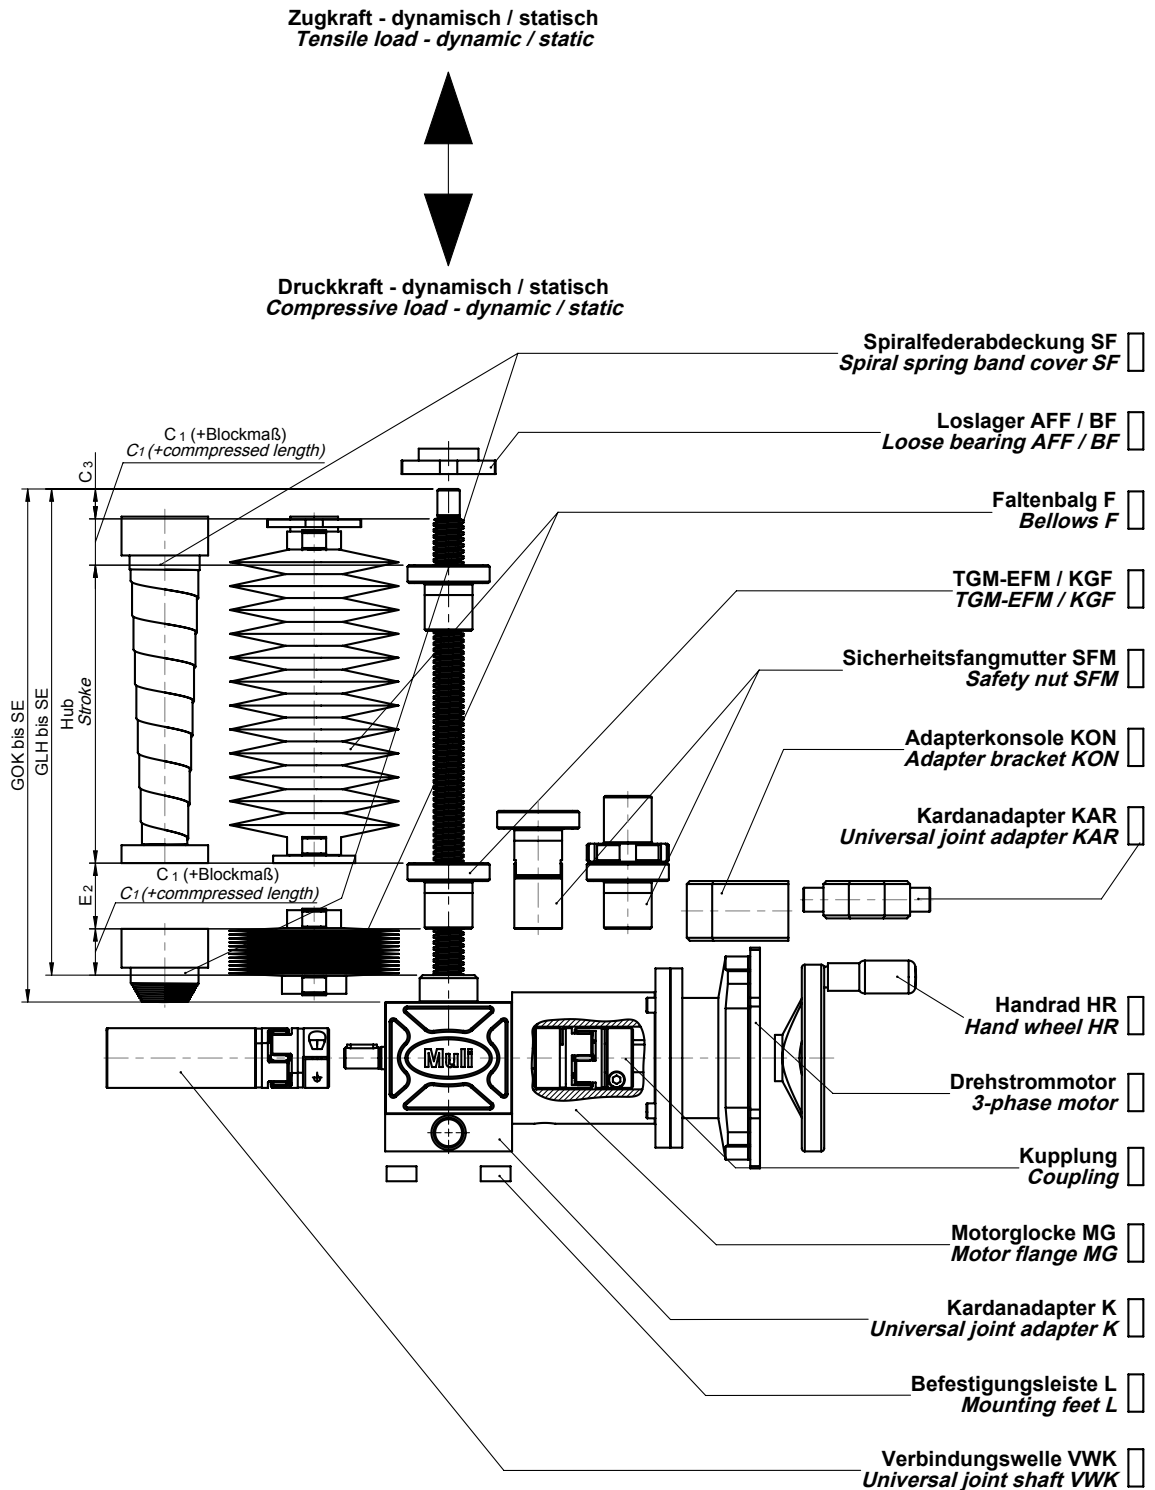 Zugkraft - dynamisch / statisch
Tensile load - dynamic / static
Druckkraft - dynamisch / statisch
Compressive load - dynamic / static
Spiralfederabdeckung SF
Spiral spring band cover SF
C1 (+Blockmaß)
C1 (+commpressed length)
Loslager AFF / BF
Loose bearing AFF / BF
C3
Faltenbalg F
Bellows F
TGM-EFM / KGF
TGM-EFM / KGF
Sicherheitsfangmutter SFM
Safety nut SFM
GOK bis SE
GLH bis SE
Hub
Stroke
Adapterkonsole KON
Adapter bracket KON
Kardanadapter KAR
Universal joint adapter KAR
E2
C1 (+Blockmaß)
C1 (+commpressed length)
Handrad HR
Hand wheel HR
Muli
Drehstrommotor
3-phase motor
Kupplung
Coupling
Motorglocke MG
Motor flange MG
Kardanadapter K
Universal joint adapter K
Befestigungsleiste L
Mounting feet L
Verbindungswelle VWK
Universal joint shaft VWK